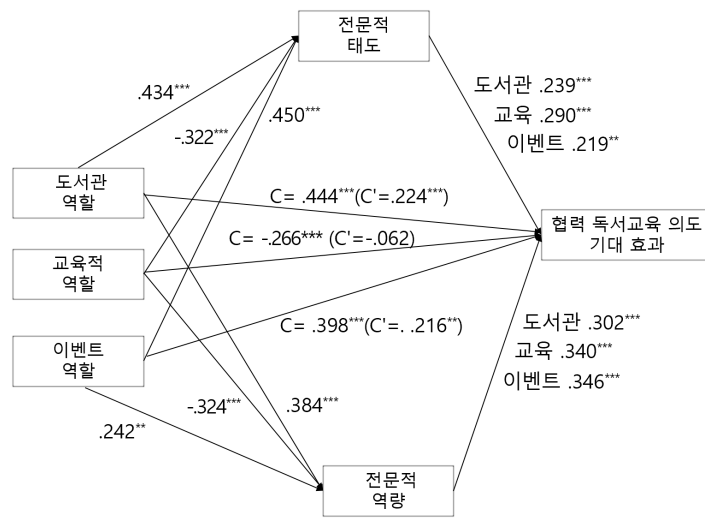 전문적
태도
.434***
-.322***
.450***
도서관 .239***
교육 .290***
이벤트 .219**
도서관
역할
C= .444***(C'=.224***)
교육적
역할
C= -.266*** (C'=-.062)
협력 독서교육 의도
기대 효과
이벤트
역할
C= .398***(C'=. .216**)
도서관 .302***
교육 .340***
이벤트 .346***
.242**
-.324***
.384***
전문적
역량